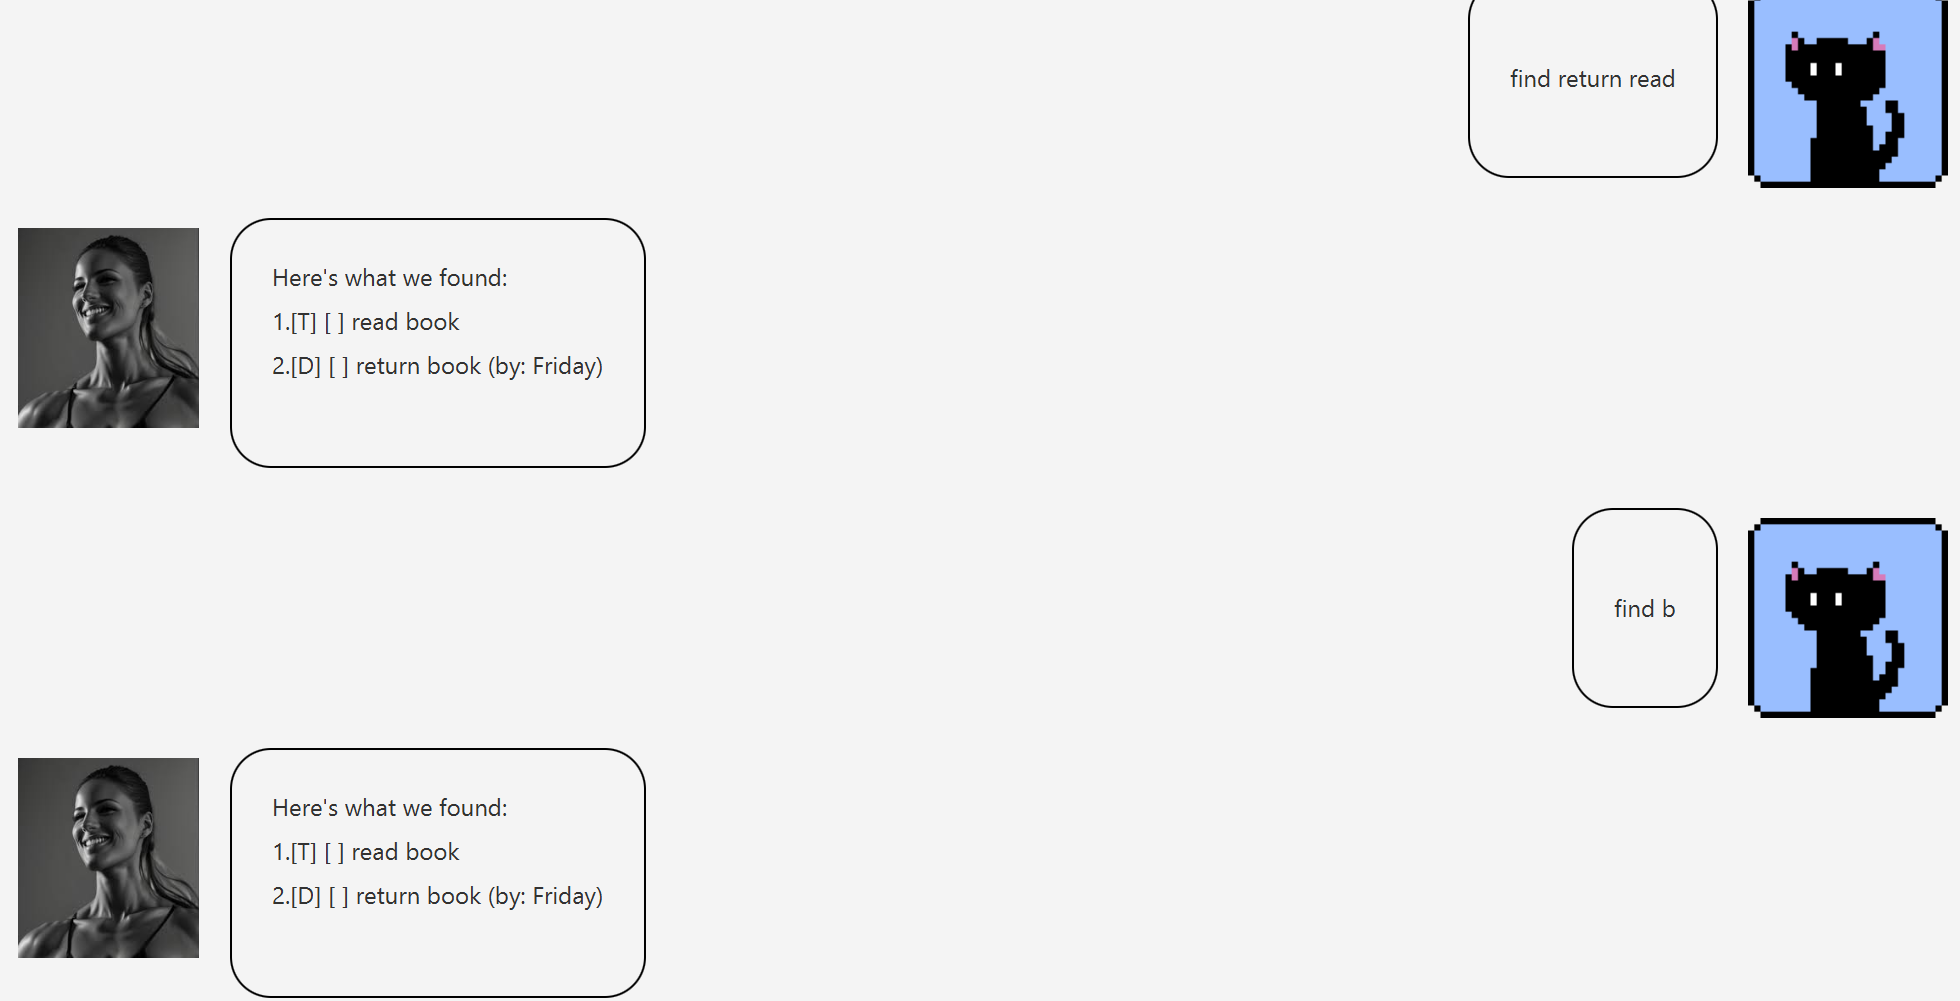 find return read
Here's what we found:
1.[T] [ ] read book
2.[D] [ ] return book (by: Friday)
find b
Here's what we found:
1.[T] [ ] read book
2.[D] [ ] return book (by: Friday)